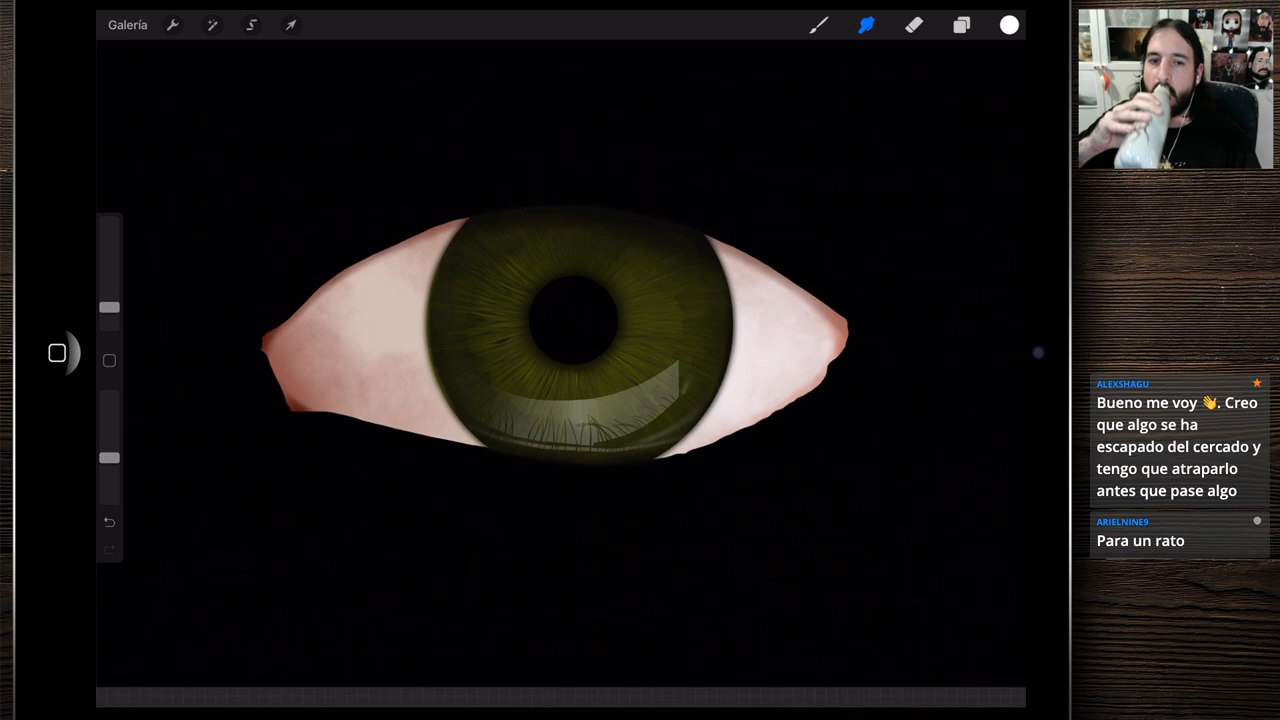 Galería
ALEXSHAGU
Bueno me voy 👋. Creo
que algo se ha
escapado del cercado y
tengo que atraparlo
antes que pase algo
ARIELNINE9
Para un rato